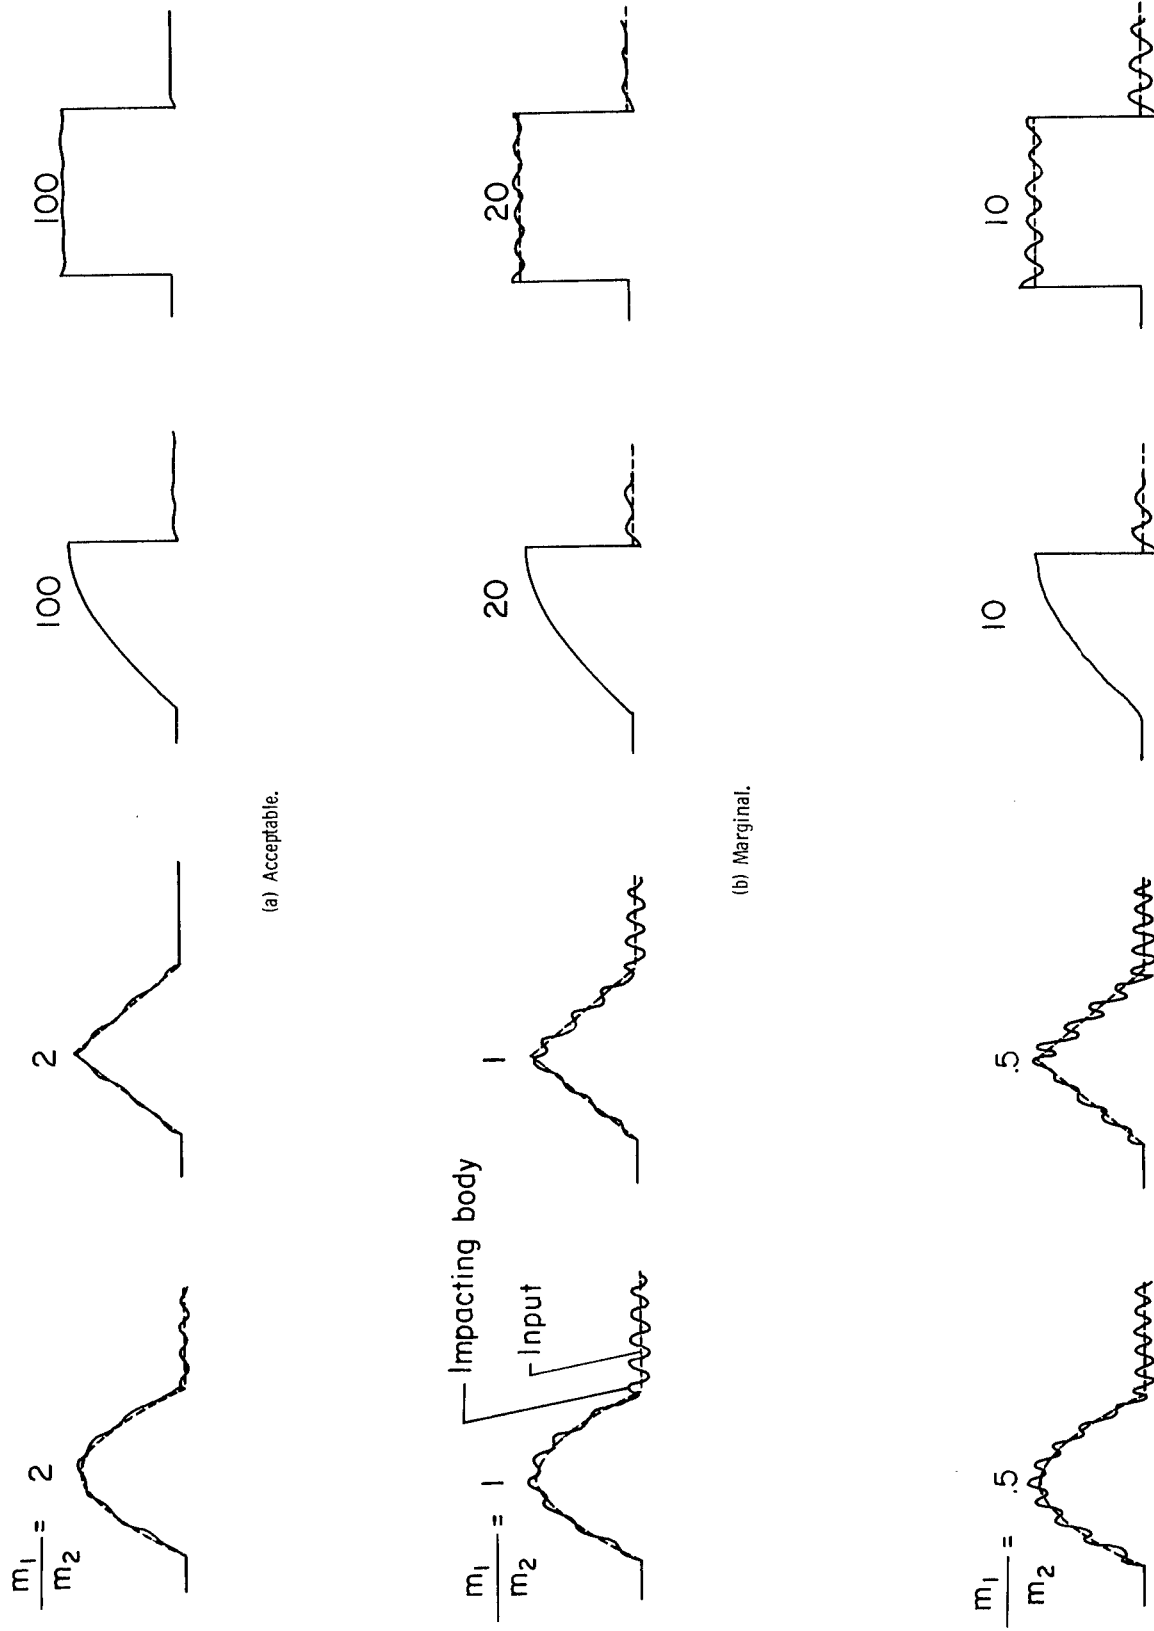 m₁/m₂ = 2 2 100 100
(a) Acceptable.
Impacting body
Input
m₁/m₂ = 1 1 20 20
(b) Marginal.
m₁/m₂ = .5 .5 10 10